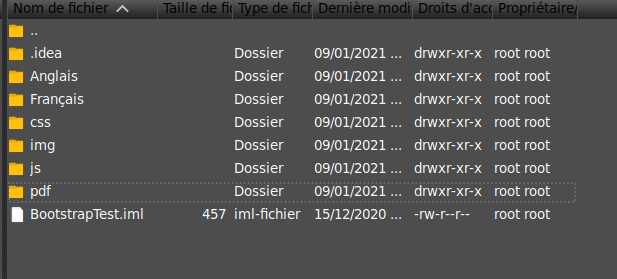 Nom de fichier Taille de fi Type de fich Dernière modi Droits d'acc Propriétaire/
..
.idea Dossier 09/01/2021 ... drwxr-xr-x root root
Anglais Dossier 09/01/2021 ... drwxr-xr-x root root
Français Dossier 09/01/2021 ... drwxr-xr-x root root
css Dossier 09/01/2021 ... drwxr-xr-x root root
img Dossier 09/01/2021 ... drwxr-xr-x root root
js Dossier 09/01/2021 ... drwxr-xr-x root root
pdf Dossier 09/01/2021 ... drwxr-xr-x root root
BootstrapTest.iml 457 iml-fichier 15/12/2020 ... -rw-r--r-- root root